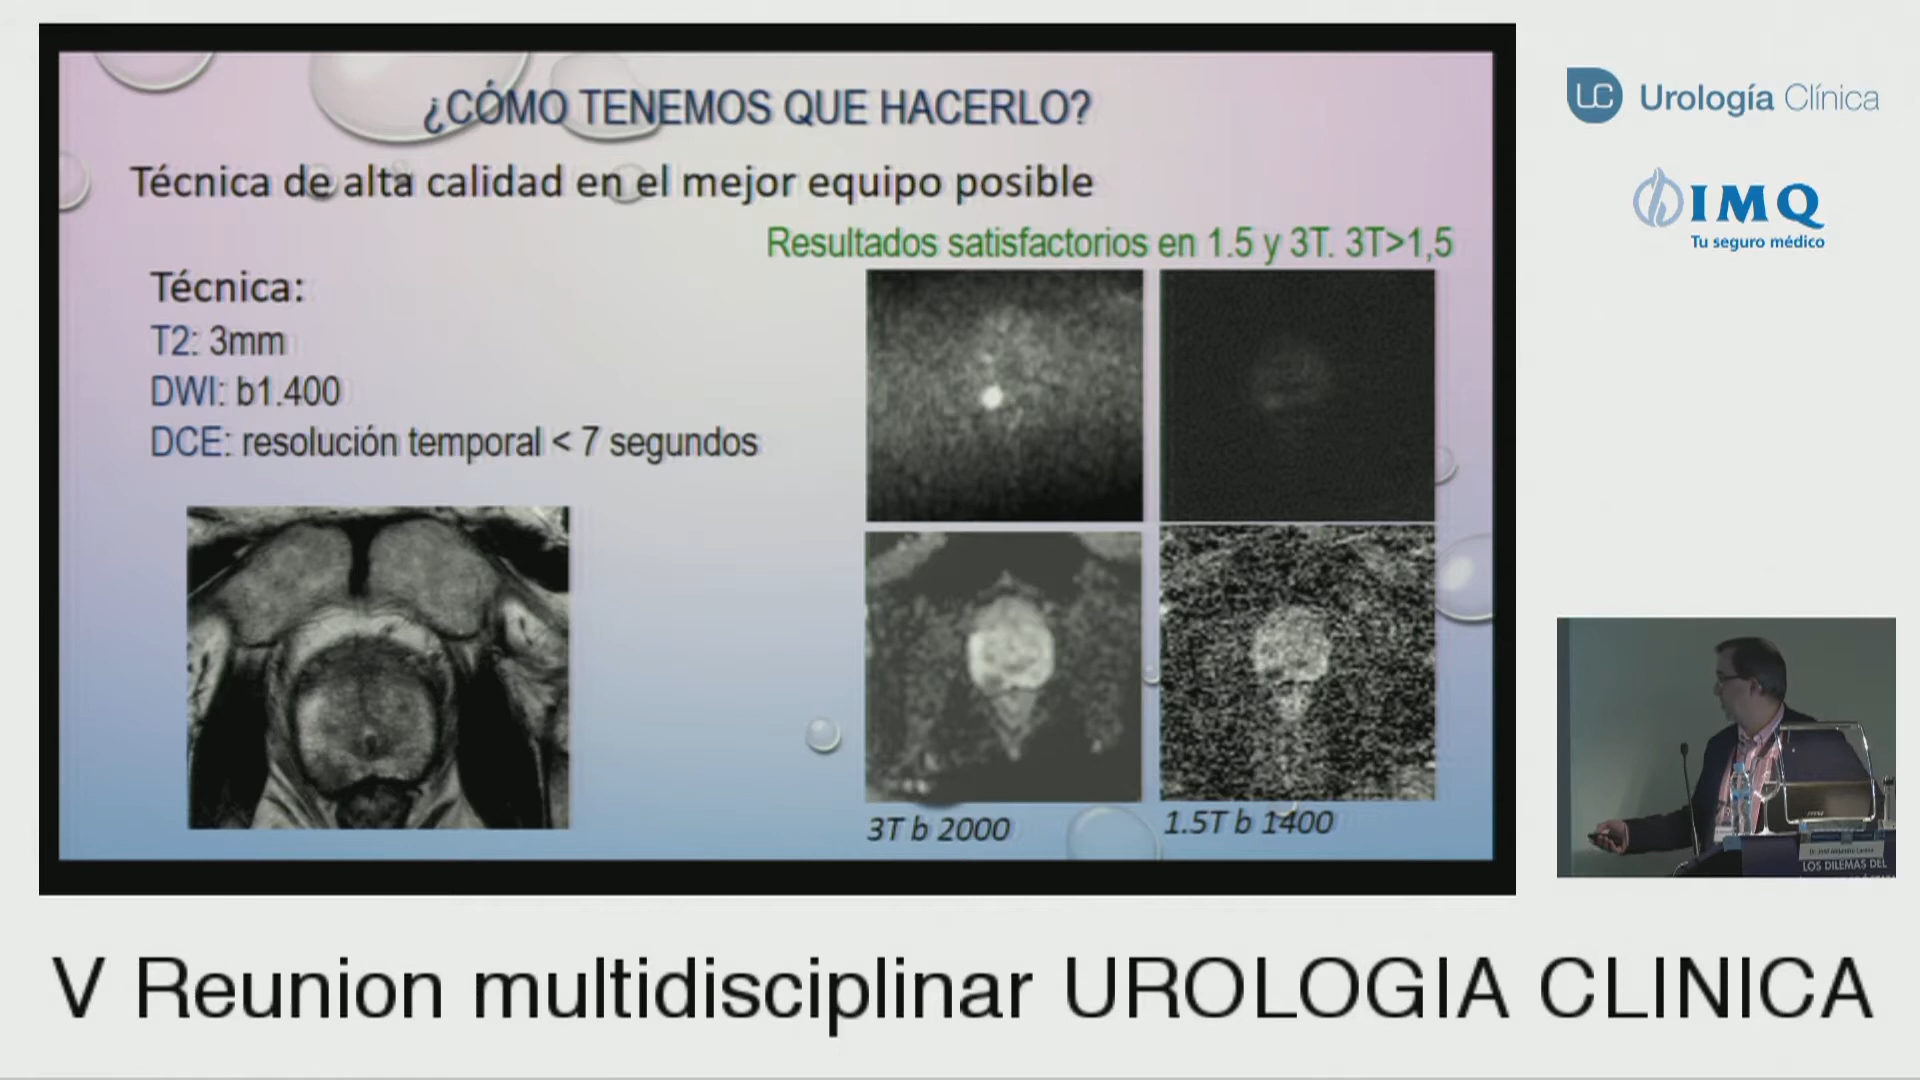 ¿CÓMO TENEMOS QUE HACERLO?
Técnica de alta calidad en el mejor equipo posible
Resultados satisfactorios en 1.5 y 3T. 3T>1,5
Técnica:
T2: 3mm
DWI: b1.400
DCE: resolución temporal < 7 segundos
3T b 2000
1.5T b 1400
UC Urología Clínica
IMQ
Tu seguro médico
LOS DILEMAS DEL
V Reunion multidisciplinar UROLOGIA CLINICA